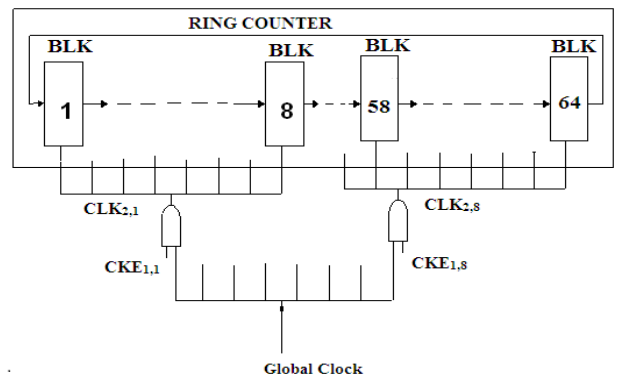 RING COUNTER
BLK BLK BLK BLK
1 8 58 64
CLK2,1 CLK2,8
CKE1,1 CKE1,8
Global Clock